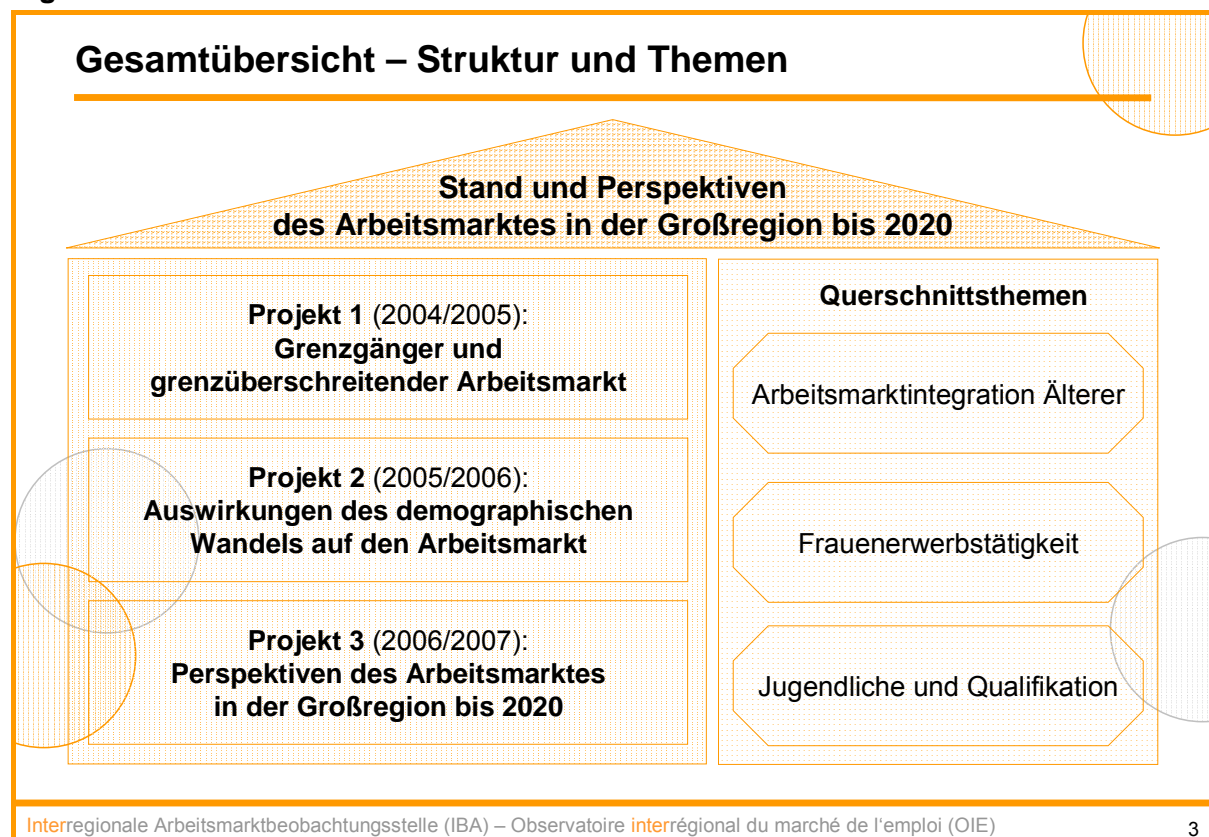 Gesamtübersicht – Struktur und Themen
Stand und Perspektiven
des Arbeitsmarktes in der Großregion bis 2020
Projekt 1 (2004/2005):
Grenzgänger und
grenzüberschreitender Arbeitsmarkt
Projekt 2 (2005/2006):
Auswirkungen des demographischen
Wandels auf den Arbeitsmarkt
Projekt 3 (2006/2007):
Perspektiven des Arbeitsmarktes
in der Großregion bis 2020
Querschnittsthemen
Arbeitsmarktintegration Älterer
Frauenerwerbstätigkeit
Jugendliche und Qualifikation
Interregionale Arbeitsmarktbeobachtungsstelle (IBA) – Observatoire interrégional du marché de l'emploi (OIE)
3